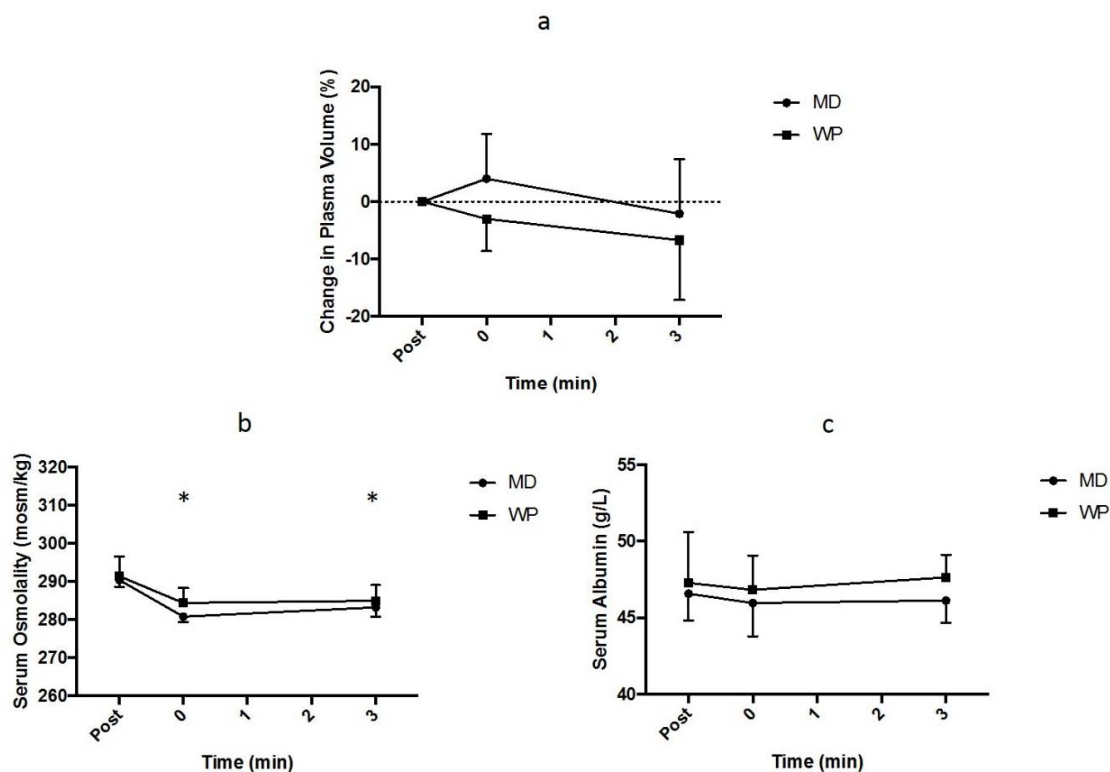 a
Change in Plasma Volume (%)
20
10
0
-10
-20
MD
WP
Post
0
1
2
3
Time (min)
b
Serum Osmolality (mosm/kg)
320
310
300
290
280
270
260
*
*
MD
WP
Post
0
1
2
3
Time (min)
c
Serum Albumin (g/L)
55
50
45
40
MD
WP
Post
0
1
2
3
Time (min)